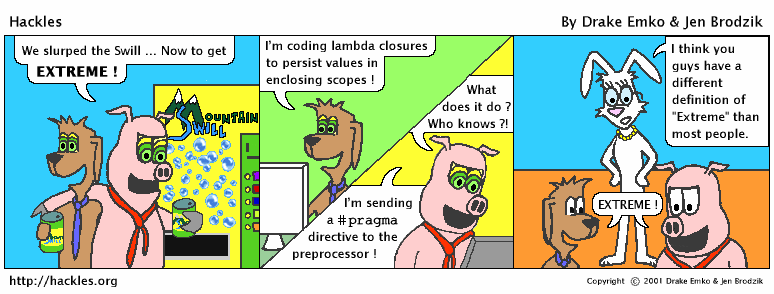 Hackles
By Drake Emko & Jen Brodzik
We slurped the Swill ... Now to get
EXTREME !
MOUNTAIN
SWILL
I'm coding lambda closures
to persist values in
enclosing scopes !
What
does it do ?
Who knows ?!
I'm sending
a #pragma
directive to the
preprocessor !
I think you
guys have a
different
definition of
"Extreme" than
most people.
EXTREME !
http://hackles.org
Copyright © 2001 Drake Emko & Jen Brodzik